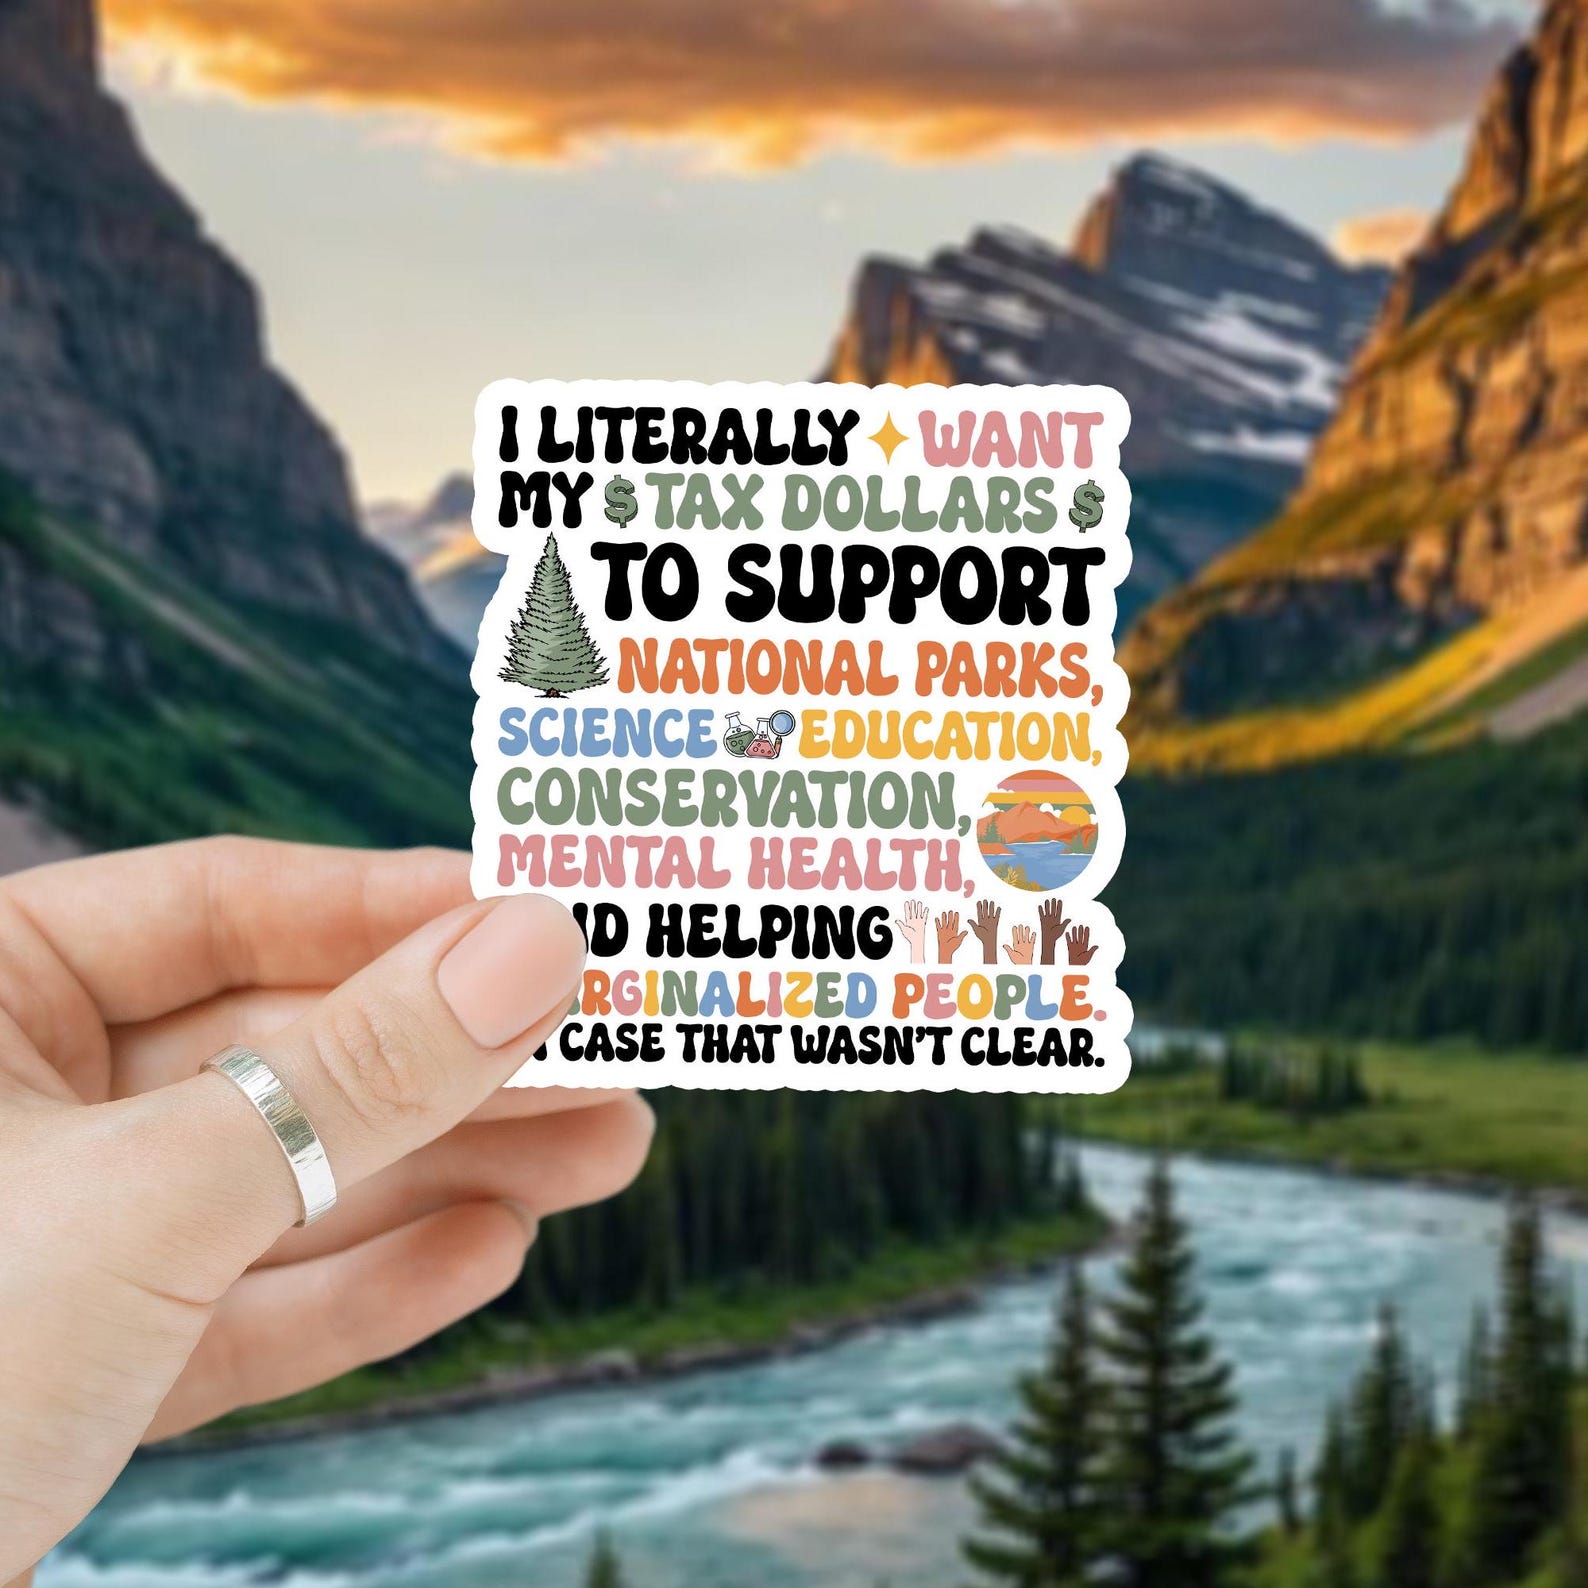 I LITERALLY WANT
MY $ TAX DOLLARS $
TO SUPPORT
NATIONAL PARKS,
SCIENCE EDUCATION,
CONSERVATION,
MENTAL HEALTH,
HELPING
PEOPLE.
CASE THAT WASN'T CLEAR.